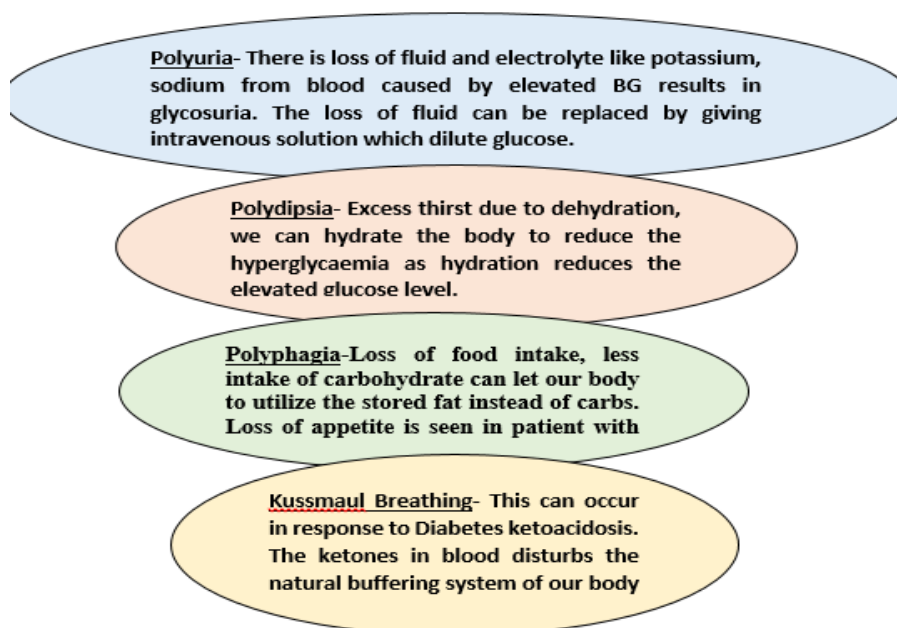 Polyuria- There is loss of fluid and electrolyte like potassium,
sodium from blood caused by elevated BG results in
glycosuria. The loss of fluid can be replaced by giving
intravenous solution which dilute glucose.
Polydipsia- Excess thirst due to dehydration,
we can hydrate the body to reduce the
hyperglycaemia as hydration reduces the
elevated glucose level.
Polyphagia-Loss of food intake, less
intake of carbohydrate can let our body
to utilize the stored fat instead of carbs.
Loss of appetite is seen in patient with
Kussmaul Breathing- This can occur
in response to Diabetes ketoacidosis.
The ketones in blood disturbs the
natural buffering system of our body